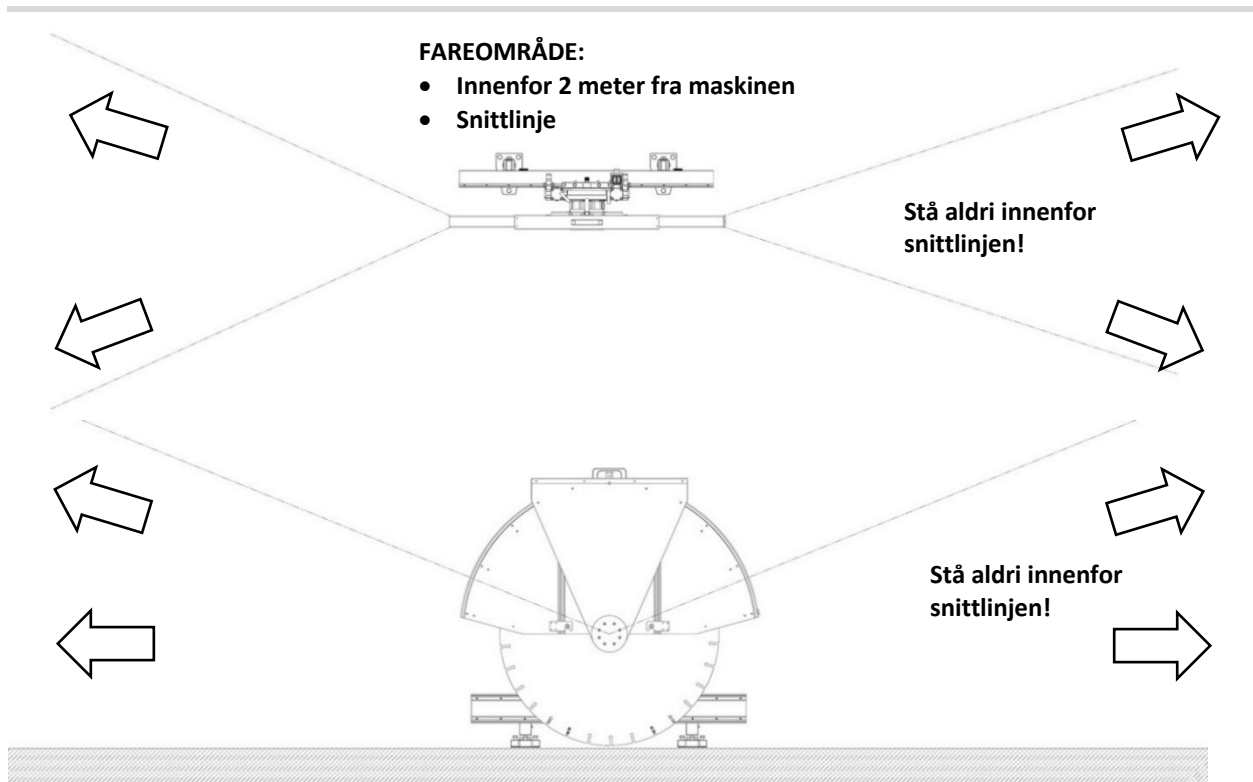 FAREOMRÅDE:
• Innenfor 2 meter fra maskinen
• Snittlinje
Stå aldri innenfor
snittlinjen!
Stå aldri innenfor
snittlinjen!